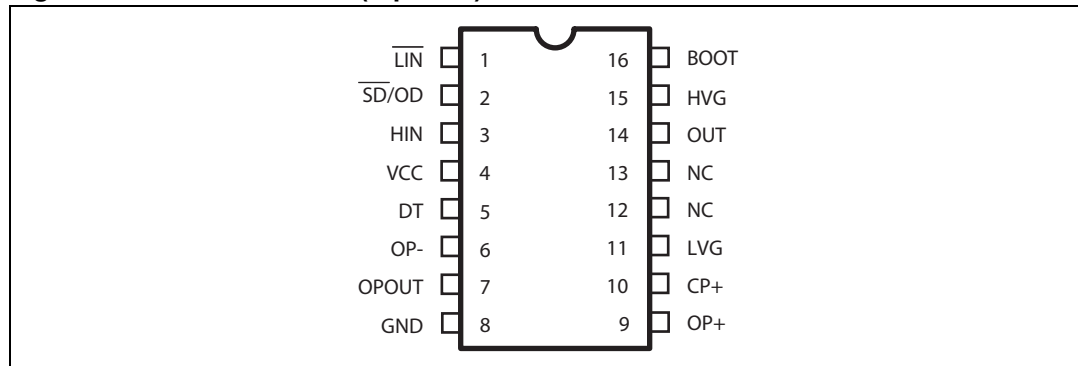 LIN 1 16 BOOT
SD/OD 2 15 HVG
HIN 3 14 OUT
VCC 4 13 NC
DT 5 12 NC
OP- 6 11 LVG
OPOUT 7 10 CP+
GND 8 9 OP+